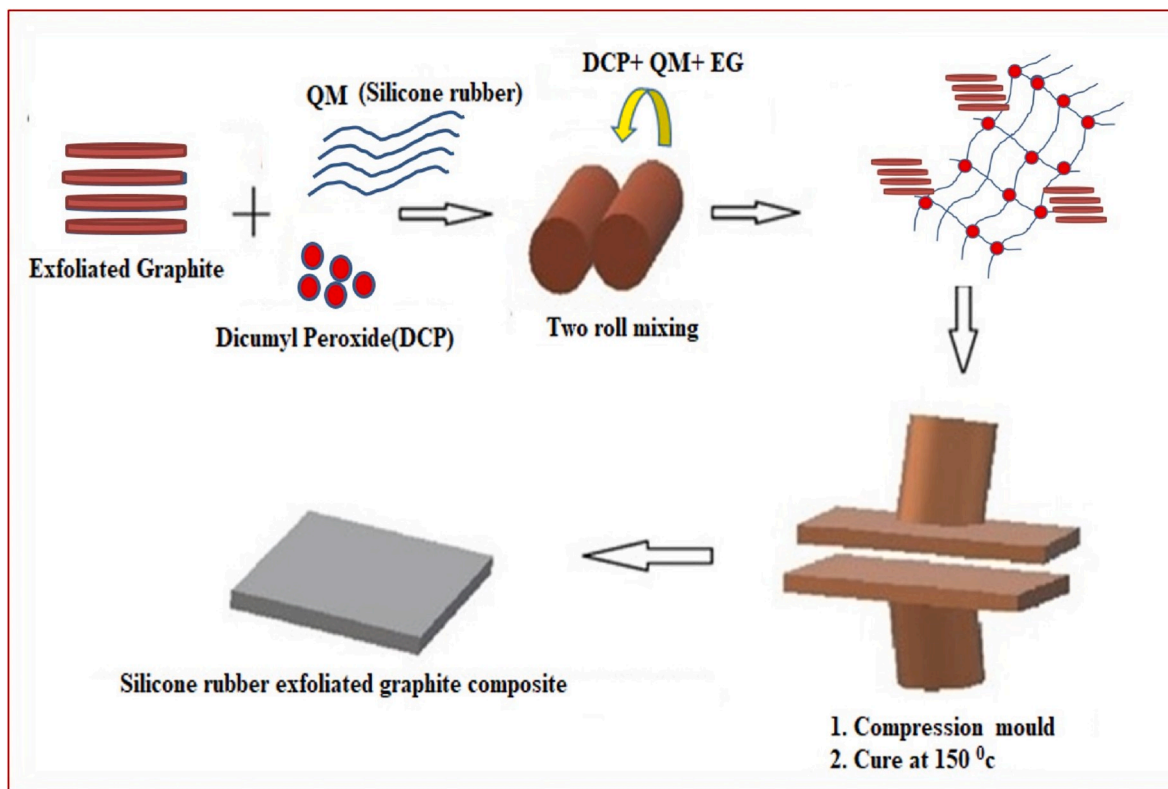 DCP+ QM+ EG
QM (Silicone rubber)
Exfoliated Graphite
Dicumyl Peroxide(DCP)
Two roll mixing
Silicone rubber exfoliated graphite composite
1. Compression mould
2. Cure at 150 ⁰c